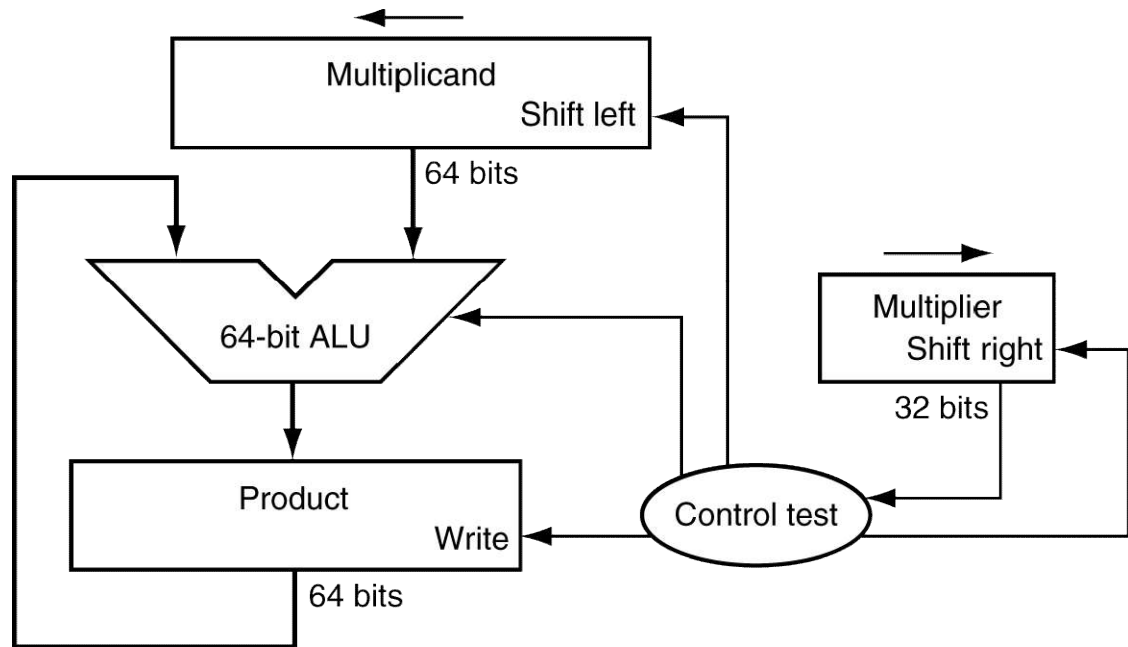 Multiplicand
Shift left
64 bits
64-bit ALU
Multiplier
Shift right
32 bits
Product
Write
Control test
64 bits